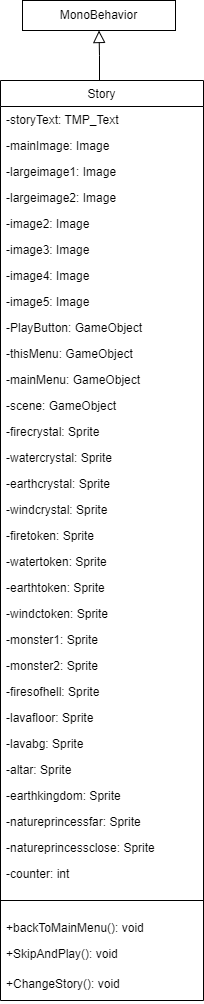 MonoBehavior
Story
-storyText: TMP_Text
-mainImage: Image
-largeimage1: Image
-largeimage2: Image
-image2: Image
-image3: Image
-image4: Image
-image5: Image
-PlayButton: GameObject
-thisMenu: GameObject
-mainMenu: GameObject
-scene: GameObject
-firecrystal: Sprite
-watercrystal: Sprite
-earthcrystal: Sprite
-windcrystal: Sprite
-firetoken: Sprite
-watertoken: Sprite
-earthtoken: Sprite
-windctoken: Sprite
-monster1: Sprite
-monster2: Sprite
-firesofhell: Sprite
-lavafloor: Sprite
-lavabg: Sprite
-altar: Sprite
-earthkingdom: Sprite
-natureprincessfar: Sprite
-natureprincessclose: Sprite
-counter: int
+backToMainMenu(): void
+SkipAndPlay(): void
+ChangeStory(): void